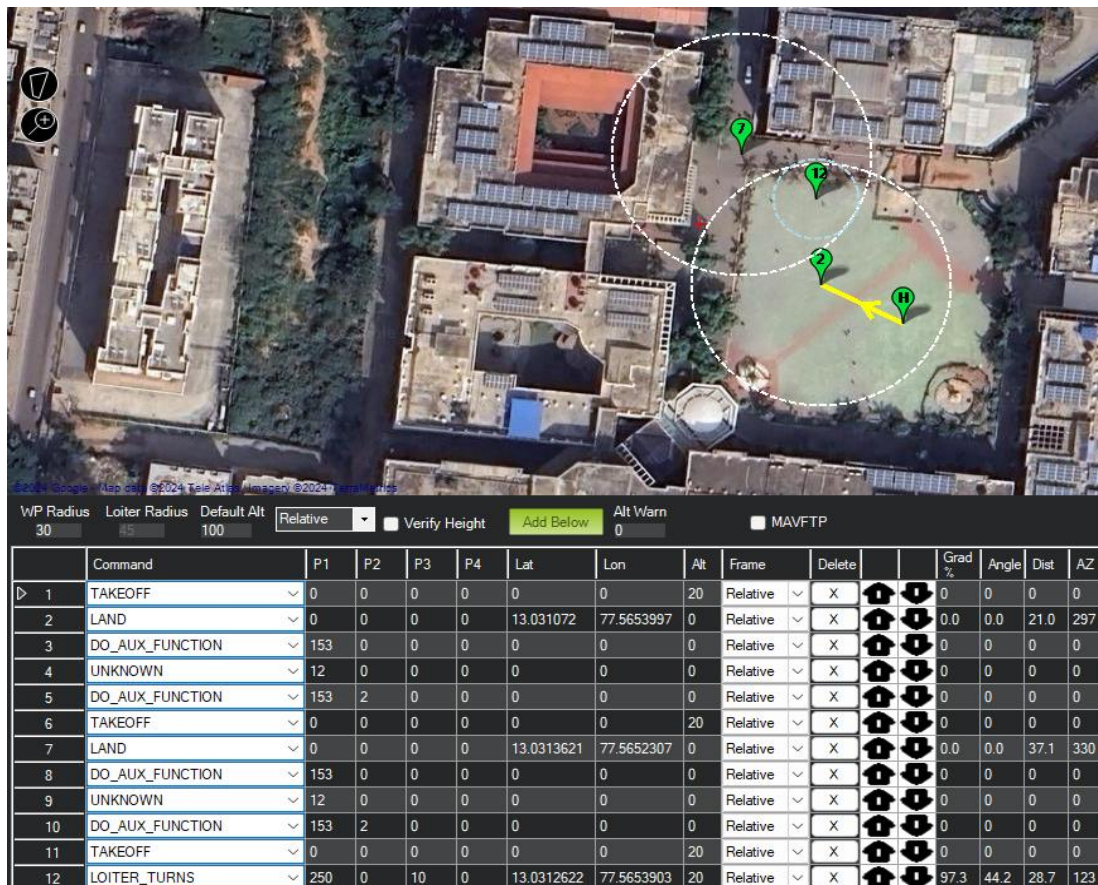 7
12
2
H
©2024 Google - Map data ©2024 Tele Atlas, Imagery ©2024 TerraMetrics
WP Radius Loiter Radius Default Alt Relative Verify Height Add Below Alt Warn MAVFTP
30 45 100 0
Command P1 P2 P3 P4 Lat Lon Alt Frame Delete Grad % Angle Dist AZ
1 TAKEOFF 0 0 0 0 0 0 20 Relative X 0 0 0 0
2 LAND 0 0 0 0 13.031072 77.5653997 0 Relative X 0.0 0.0 21.0 297
3 DO_AUX_FUNCTION 153 0 0 0 0 0 0 Relative X 0 0 0 0
4 UNKNOWN 12 0 0 0 0 0 0 Relative X 0 0 0 0
5 DO_AUX_FUNCTION 153 2 0 0 0 0 0 Relative X 0 0 0 0
6 TAKEOFF 0 0 0 0 0 0 20 Relative X 0 0 0 0
7 LAND 0 0 0 0 13.0313621 77.5652307 0 Relative X 0.0 0.0 37.1 330
8 DO_AUX_FUNCTION 153 0 0 0 0 0 0 Relative X 0 0 0 0
9 UNKNOWN 12 0 0 0 0 0 0 Relative X 0 0 0 0
10 DO_AUX_FUNCTION 153 2 0 0 0 0 0 Relative X 0 0 0 0
11 TAKEOFF 0 0 0 0 0 0 20 Relative X 0 0 0 0
12 LOITER_TURNS 250 0 10 0 13.0312622 77.5653903 20 Relative X 97.3 44.2 28.7 123